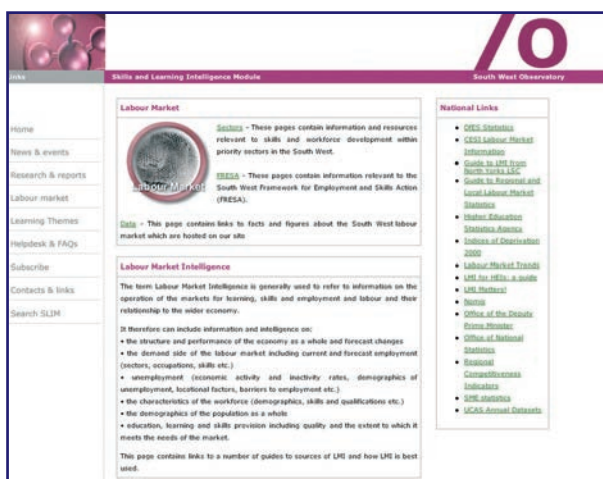 /o
inks
Skills and Learning Intelligence Module
South West Observatory
Home
News & events
Research & reports
Labour market
Learning Themes
Helpdesk & FAQs
Subscribe
Contacts & links
Search SLIM
Labour Market
Labour Market
Sectors - These pages contain information and resources
relevant to skills and workforce development within
priority sectors in the South West.
FRESA - These pages contain information relevant to the
South West Framework for Employment and Skills Action
(FRESA).
Data - This page contains links to facts and figures about the South West labour
market which are hosted on our site
Labour Market Intelligence
The term Labour Market Intelligence is generally used to refer to information on the
operation of the markets for learning, skills and employment and labour and their
relationship to the wider economy.
It therefore can include information and intelligence on:
• the structure and performance of the economy as a whole and forecast changes
• the demand side of the labour market including current and forecast employment
(sectors, occupations, skills etc.)
• unemployment (economic activity and inactivity rates, demographics of
unemployment, locational factors, barriers to employment etc.)
• the characteristics of the workforce (demographics, skills and qualifications etc.)
• the demographics of the population as a whole
• education, learning and skills provision including quality and the extent to which it
meets the needs of the market.
This page contains links to a number of guides to sources of LMI and how LMI is best
used.
National Links
• DfES Statistics
• CESI Labour Market
Information
• Guide to LMI from
North Yorks LSC
• Guide to Regional and
Local Labour Market
Statistics
• Higher Education
Statistics Agency
• Indices of Deprivation
2000
• Labour Market Trends
• LMI for HEIs: a guide
• LMI Matters!
• Nomis
• Office of the Deputy
Prime Minister
• Office of National
Statistics
• Regional
Competitiveness
Indicators
• SME statistics
• UCAS Annual Datasets